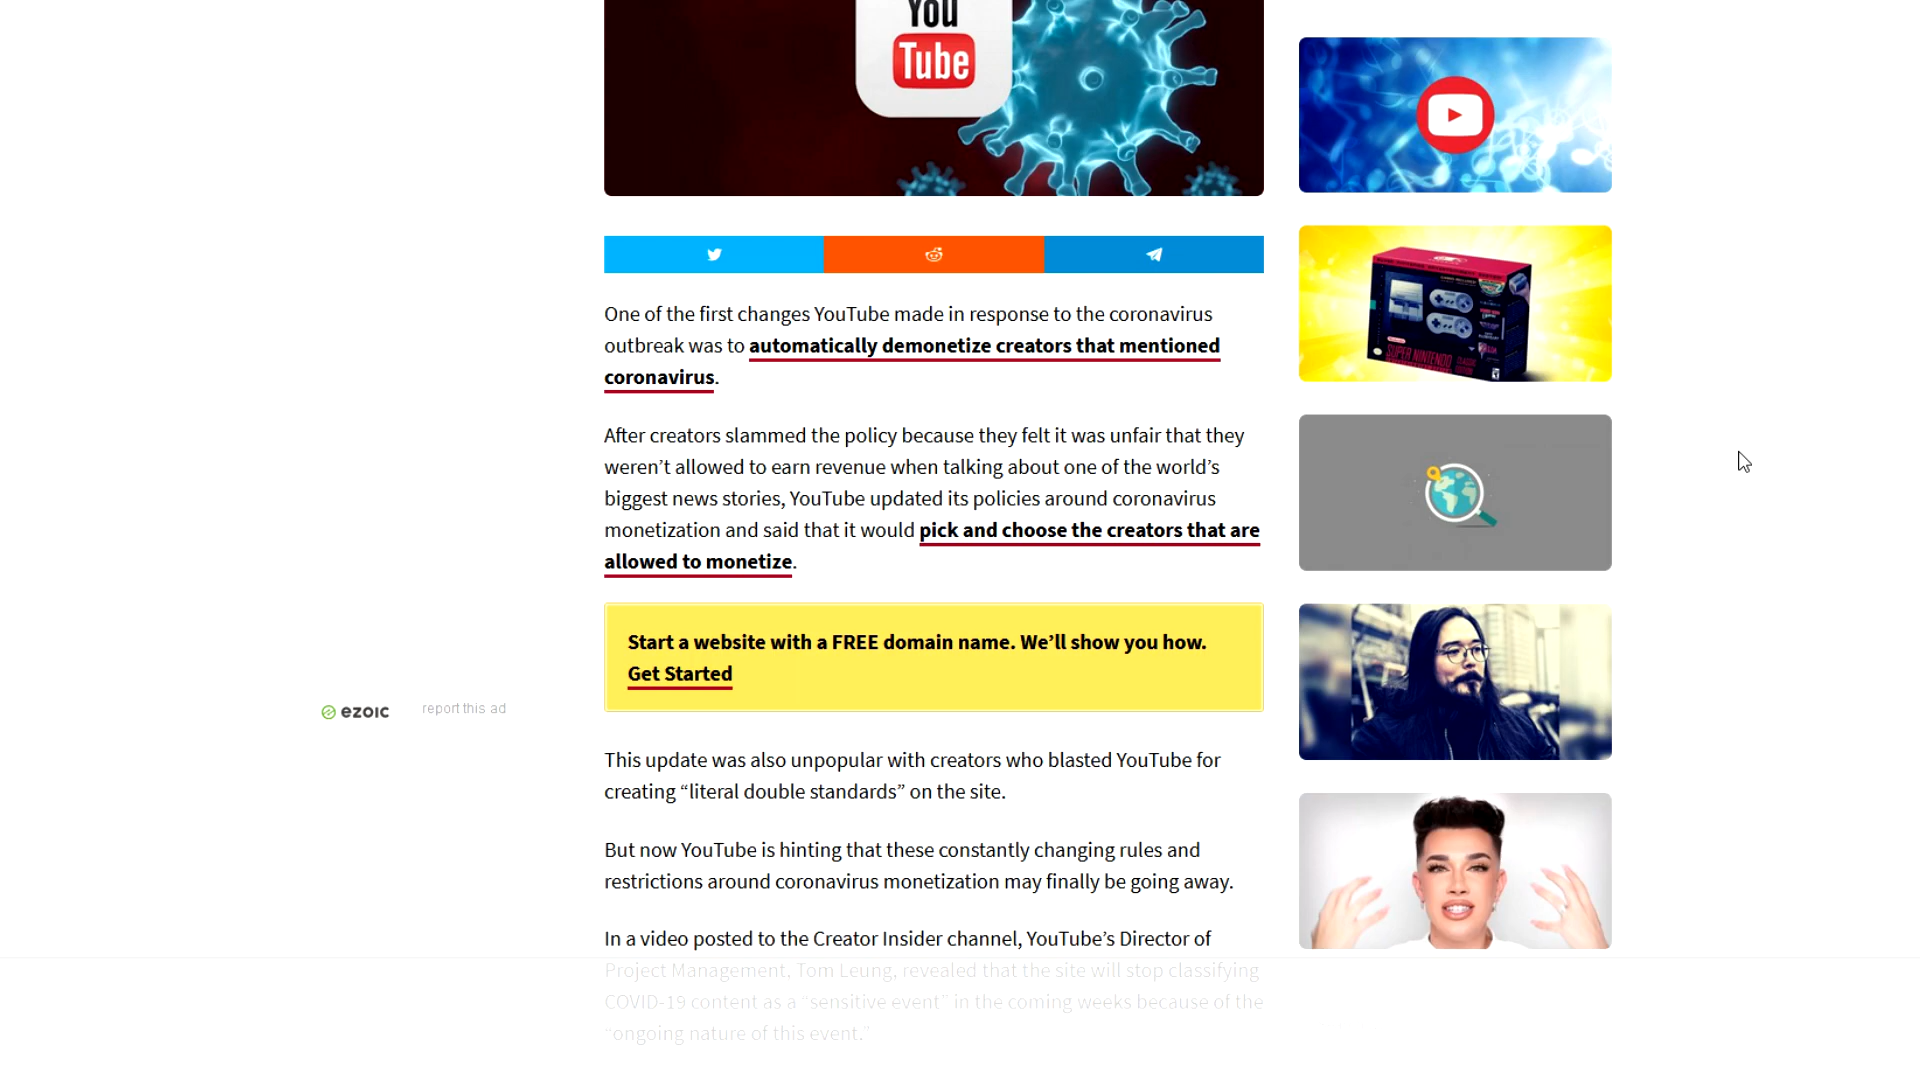 You
Tube
One of the first changes YouTube made in response to the coronavirus
outbreak was to automatically demonetize creators that mentioned
coronavirus.
After creators slammed the policy because they felt it was unfair that they
weren’t allowed to earn revenue when talking about one of the world’s
biggest news stories, YouTube updated its policies around coronavirus
monetization and said that it would pick and choose the creators that are
allowed to monetize.
Start a website with a FREE domain name. We’ll show you how.
Get Started
ezoic report this ad
This update was also unpopular with creators who blasted YouTube for
creating “literal double standards” on the site.
But now YouTube is hinting that these constantly changing rules and
restrictions around coronavirus monetization may finally be going away.
In a video posted to the Creator Insider channel, YouTube’s Director of
Project Management, Tom Leung, revealed that the site will stop classifying
COVID-19 content as a “sensitive event” in the coming weeks because of the
“ongoing nature of this event.”
SUPER NINTENDO